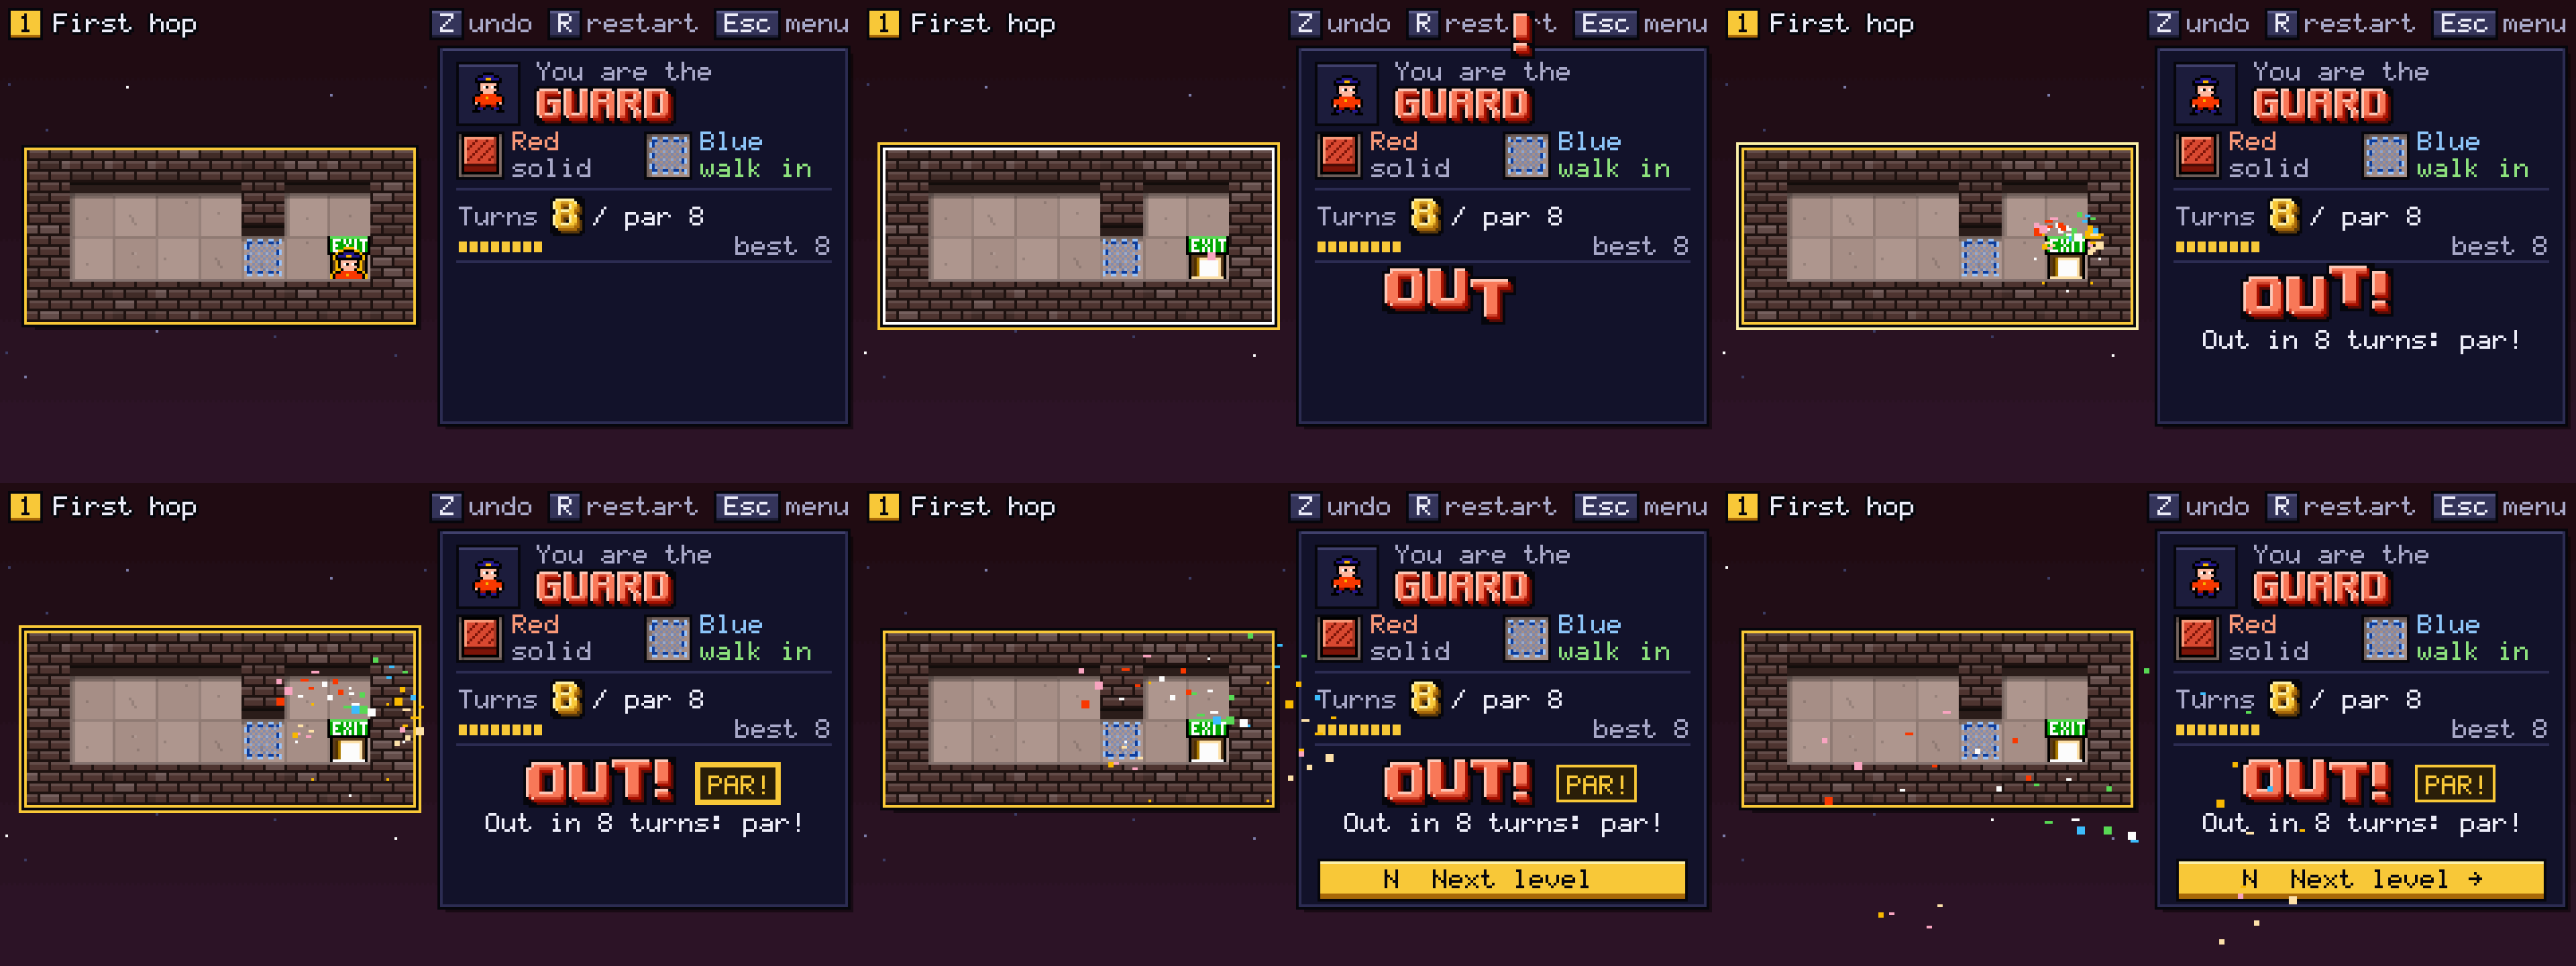 1 First hop
Z undo R restart Esc menu
You are the
GUARD
Red
solid
Blue
walk in
Turns 8 / par 8
best 8
EXIT
1 First hop
Z undo R rest t Esc menu
!
You are the
GUARD
Red
solid
Blue
walk in
Turns 8 / par 8
best 8
EXIT
OUT
1 First hop
Z undo R restart Esc menu
You are the
GUARD
Red
solid
Blue
walk in
Turns 8 / par 8
best 8
EXIT
OUT!
Out in 8 turns: par!
1 First hop
Z undo R restart Esc menu
You are the
GUARD
Red
solid
Blue
walk in
Turns 8 / par 8
best 8
EXIT
OUT! PAR!
Out in 8 turns: par!
1 First hop
Z undo R restart Esc menu
You are the
GUARD
Red
solid
Blue
walk in
Turns 8 / par 8
best 8
EXIT
OUT! PAR!
Out in 8 turns: par!
N Next level
1 First hop
Z undo R restart Esc menu
You are the
GUARD
Red
solid
Blue
walk in
Turns 8 / par 8
best 8
EXIT
OUT! PAR!
Out in 8 turns: par!
N Next level →